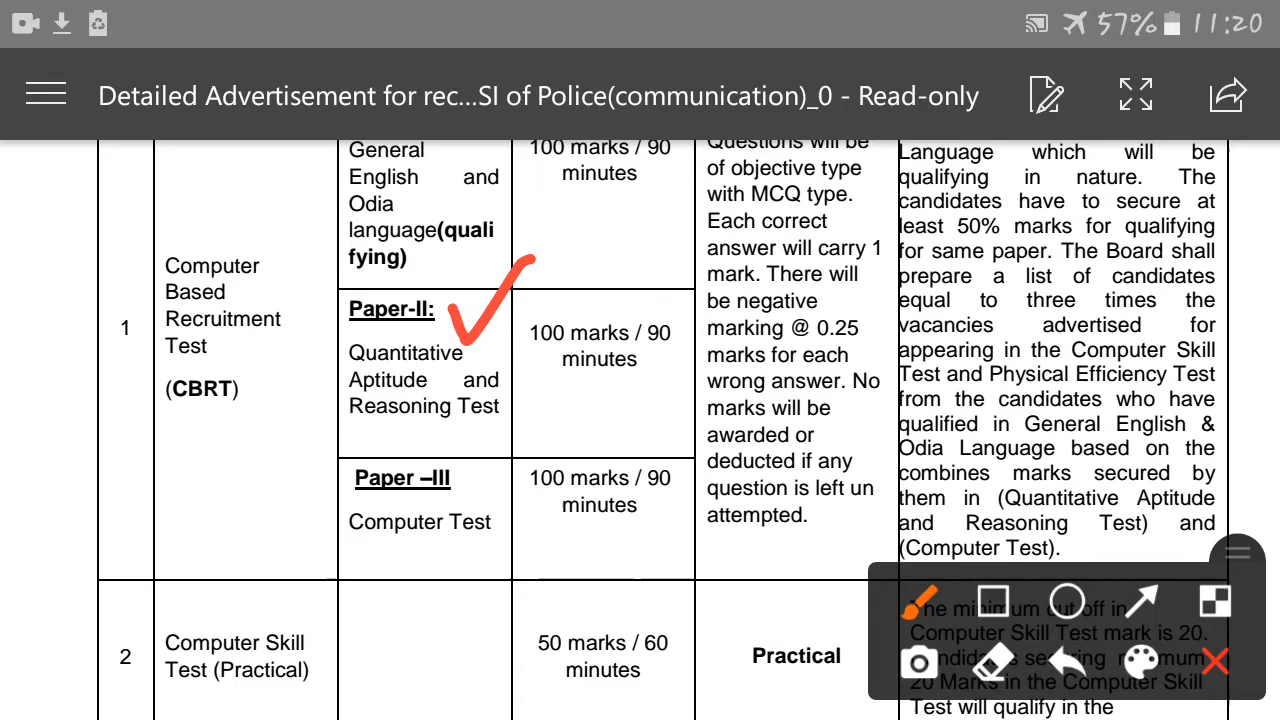 57% 11:20
Detailed Advertisement for rec...SI of Police(communication)_0 - Read-only
1
Computer
Based
Recruitment
Test
(CBRT)
General
English and
Odia
language(quali
fying)
100 marks / 90
minutes
Paper-II:
Quantitative
Aptitude and
Reasoning Test
100 marks / 90
minutes
Paper –III
Computer Test
100 marks / 90
minutes
Questions will be
of objective type
with MCQ type.
Each correct
answer will carry 1
mark. There will
be negative
marking @ 0.25
marks for each
wrong answer. No
marks will be
awarded or
deducted if any
question is left un
attempted.
Language which will be
qualifying in nature. The
candidates have to secure at
least 50% marks for qualifying
for same paper. The Board shall
prepare a list of candidates
equal to three times the
vacancies advertised for
appearing in the Computer Skill
Test and Physical Efficiency Test
from the candidates who have
qualified in General English &
Odia Language based on the
combines marks secured by
them in (Quantitative Aptitude
and Reasoning Test) and
(Computer Test).
2
Computer Skill
Test (Practical)
50 marks / 60
minutes
Practical
The minimum cut off in
Computer Skill Test mark is 20.
20 Marks in the Computer Skill
Test will qualify in the